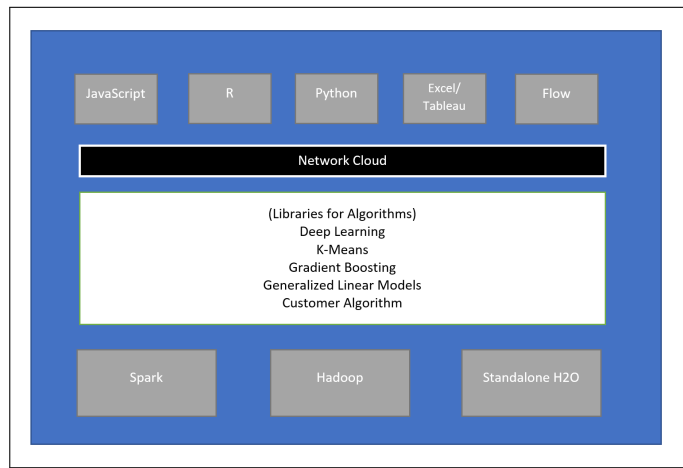 JavaScript
R
Python
Excel/
Tableau
Flow
Network Cloud
(Libraries for Algorithms)
Deep Learning
K-Means
Gradient Boosting
Generalized Linear Models
Customer Algorithm
Spark
Hadoop
Standalone H2O